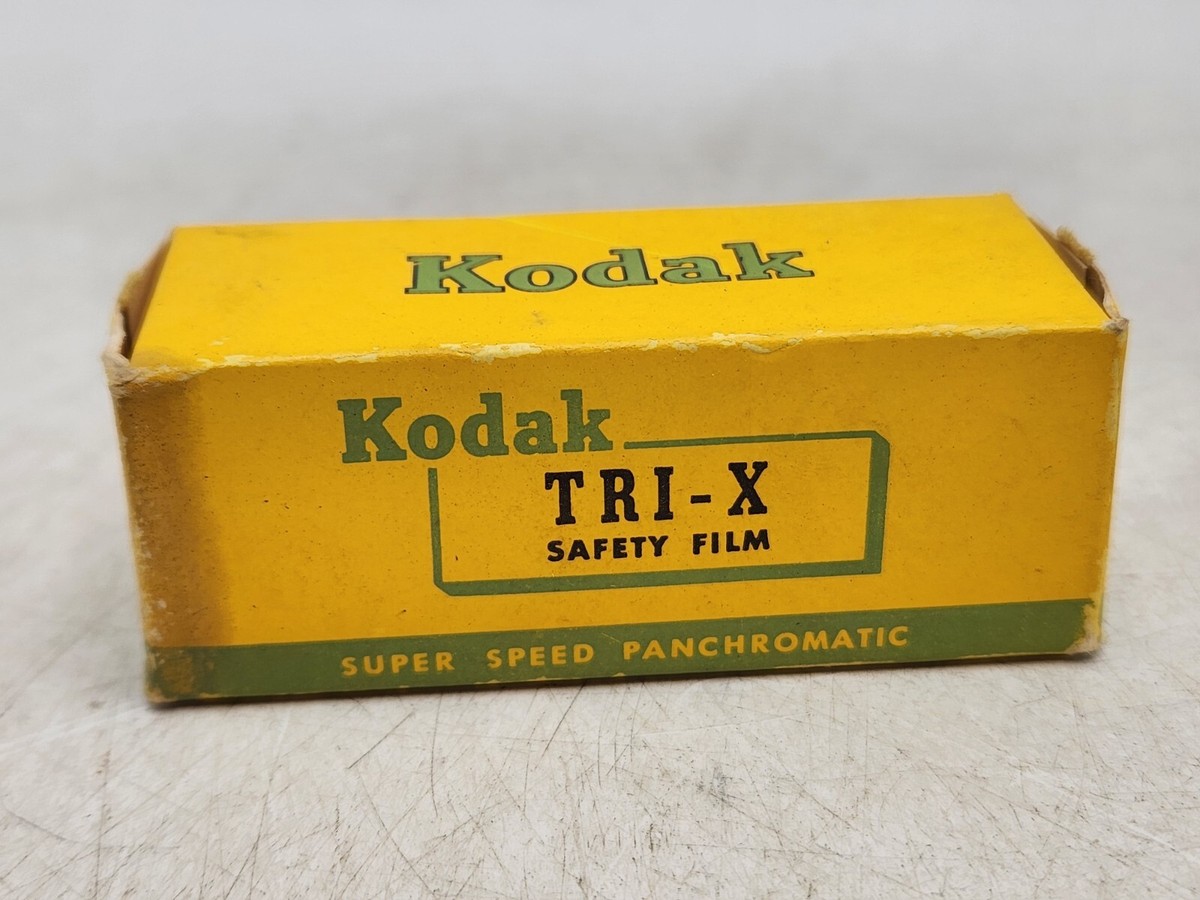 Kodak
Kodak
TRI-X
SAFETY FILM
SUPER SPEED PANCHROMATIC